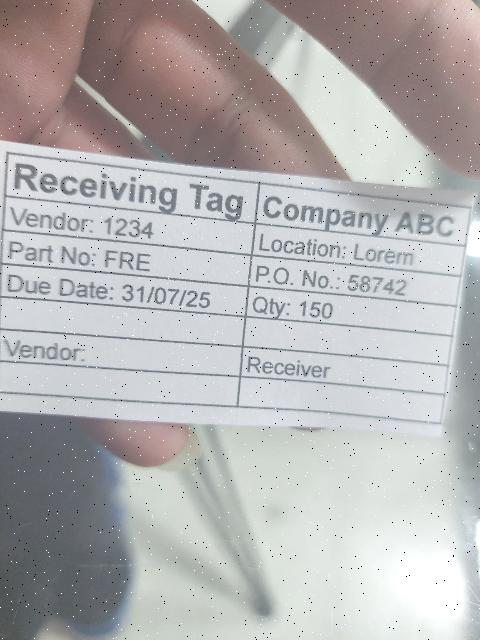 Receiving Tag
Company ABC
Vendor: 1234
Location: Lorem
Part No: FRE
P.O. No.: 58742
Due Date: 31/07/25
Qty: 150
Vendor:
Receiver